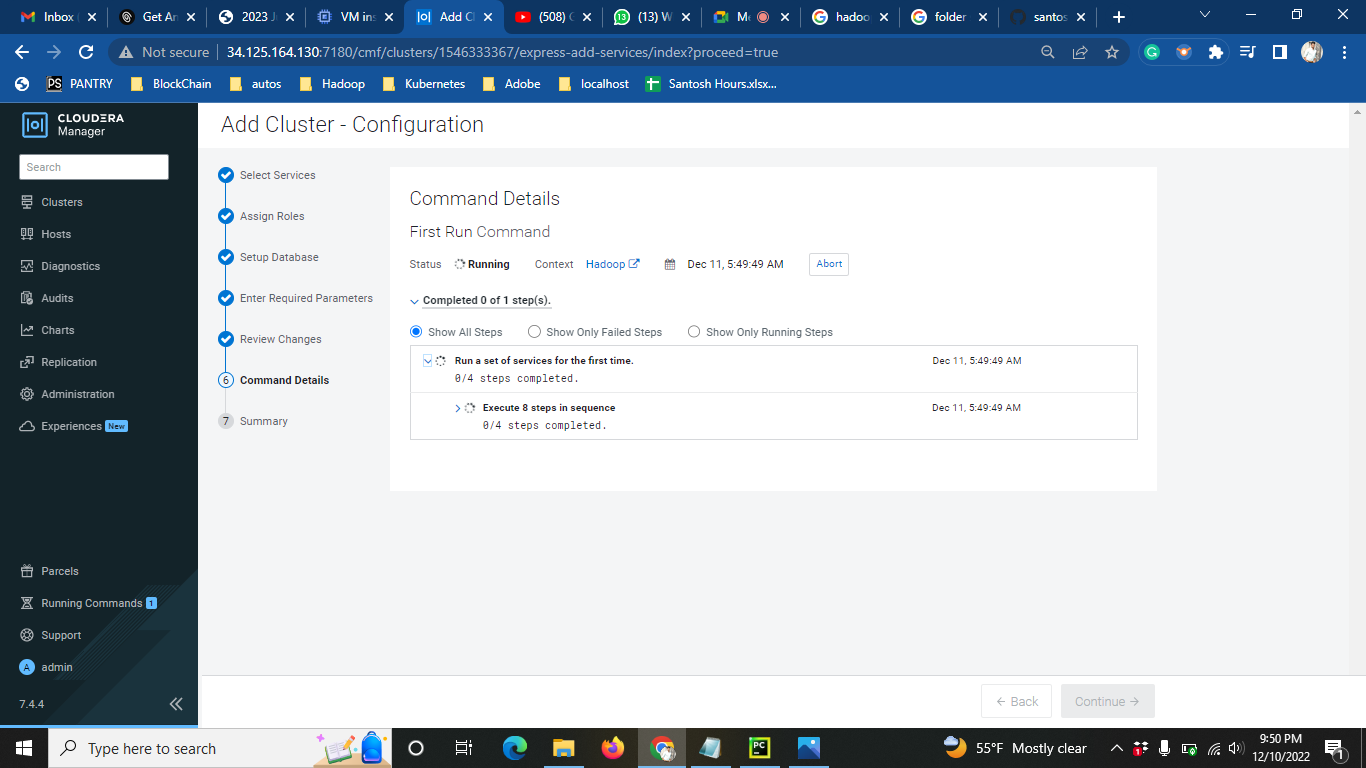 Inbox
Get An
2023 J
VM ins
Add Cl
(508)
(13) W
Me
hadoo
folder
santos
Not secure
34.125.164.130:7180/cmf/clusters/1546333367/express-add-services/index?proceed=true
PANTRY
BlockChain
autos
Hadoop
Kubernetes
Adobe
localhost
Santosh Hours.xlsx...
CLOUDERA
Manager
Search
Clusters
Hosts
Diagnostics
Audits
Charts
Replication
Administration
Experiences New
Parcels
Running Commands 1
Support
A admin
7.4.4
Add Cluster - Configuration
Select Services
Assign Roles
Setup Database
Enter Required Parameters
Review Changes
6 Command Details
7 Summary
Command Details
First Run Command
Status Running Context Hadoop Dec 11, 5:49:49 AM Abort
Completed 0 of 1 step(s).
Show All Steps Show Only Failed Steps Show Only Running Steps
Run a set of services for the first time. Dec 11, 5:49:49 AM
0/4 steps completed.
Execute 8 steps in sequence Dec 11, 5:49:49 AM
0/4 steps completed.
Back Continue
Type here to search
55°F Mostly clear
9:50 PM
12/10/2022
1